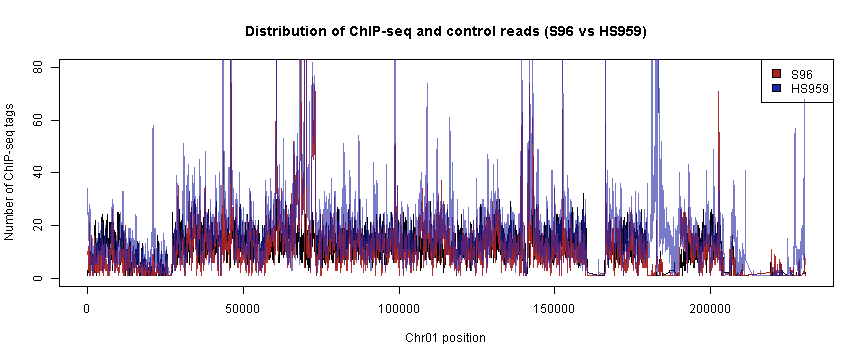 Distribution of ChIP-seq and control reads (S96 vs HS959)
Number of ChIP-seq tags
80
60
40
20
0
S96
HS959
0
50000
100000
150000
200000
Chr01 position